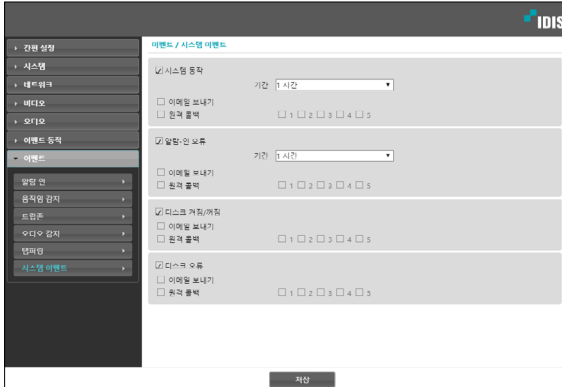 IDIS
간편 설정
시스템
네트워크
비디오
오디오
이벤트 동작
이벤트
알람 인
움직임 감지
트립존
오디오 감지
탬퍼링
시스템 이벤트
이벤트 / 시스템 이벤트
시스템 동작
기간 1 시간
이메일 보내기
원격 콜백 1 2 3 4 5
알람-인 오류
기간 1 시간
이메일 보내기
원격 콜백 1 2 3 4 5
디스크 켜짐/꺼짐
이메일 보내기
원격 콜백 1 2 3 4 5
디스크 오류
이메일 보내기
원격 콜백 1 2 3 4 5
저장